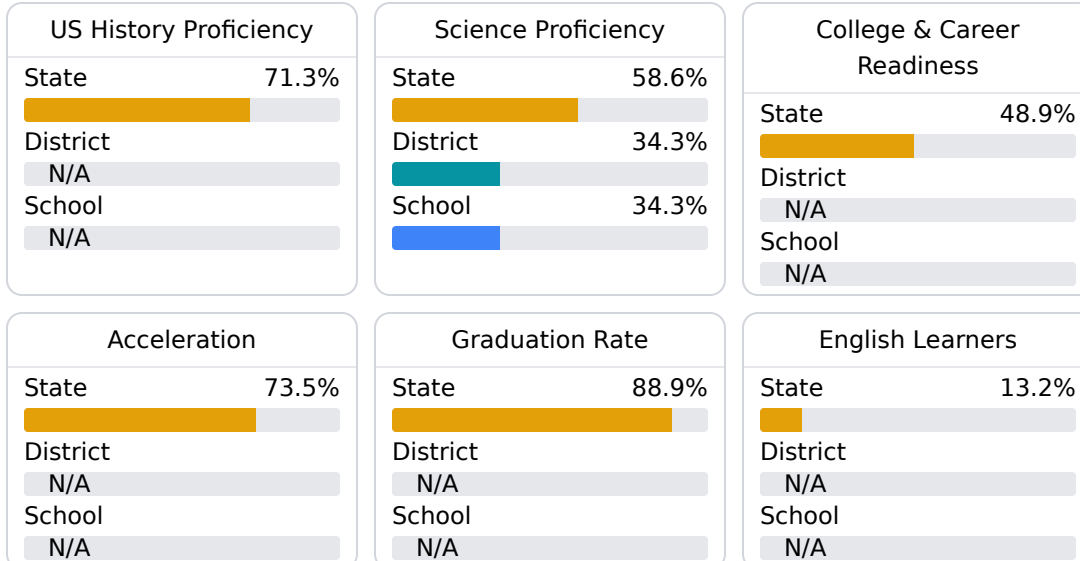 US History Proficiency
State 71.3%
District
N/A
School
N/A
Science Proficiency
State 58.6%
District 34.3%
School 34.3%
College & Career
Readiness
State 48.9%
District
N/A
School
N/A
Acceleration
State 73.5%
District
N/A
School
N/A
Graduation Rate
State 88.9%
District
N/A
School
N/A
English Learners
State 13.2%
District
N/A
School
N/A